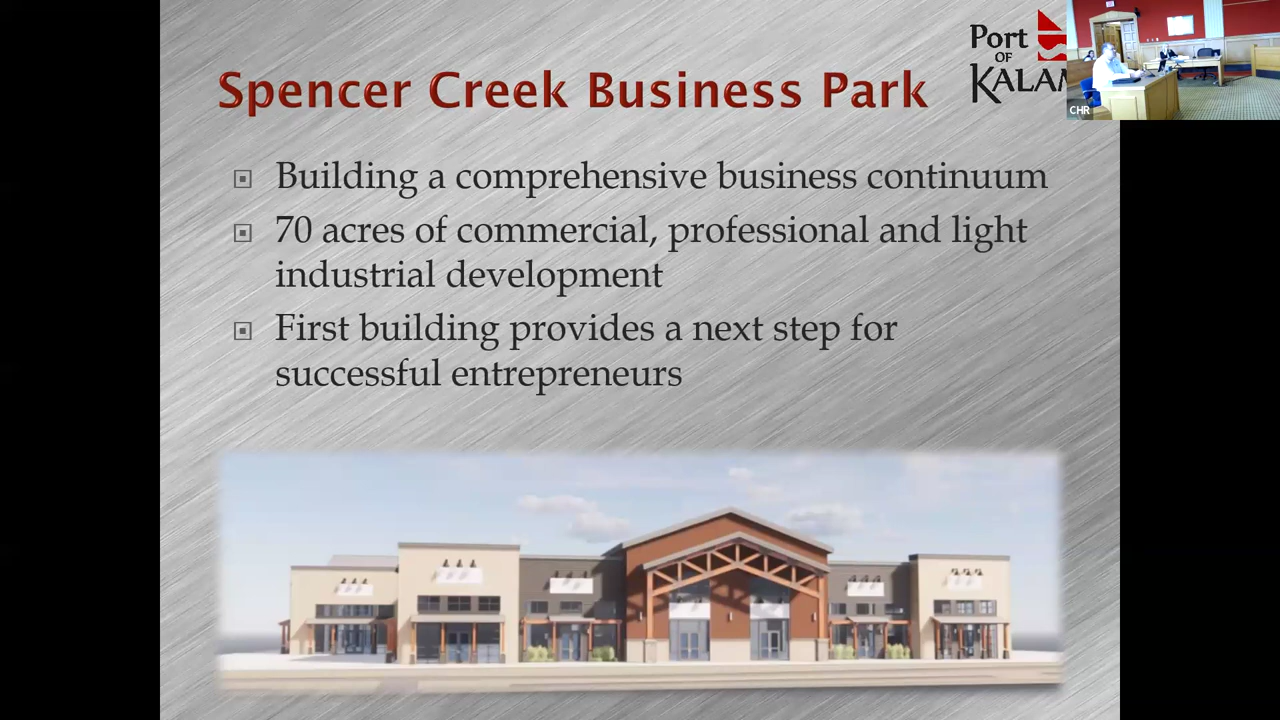 Port
OF
KALAM
CHR
Spencer Creek Business Park
Building a comprehensive business continuum
70 acres of commercial, professional and light
industrial development
First building provides a next step for
successful entrepreneurs